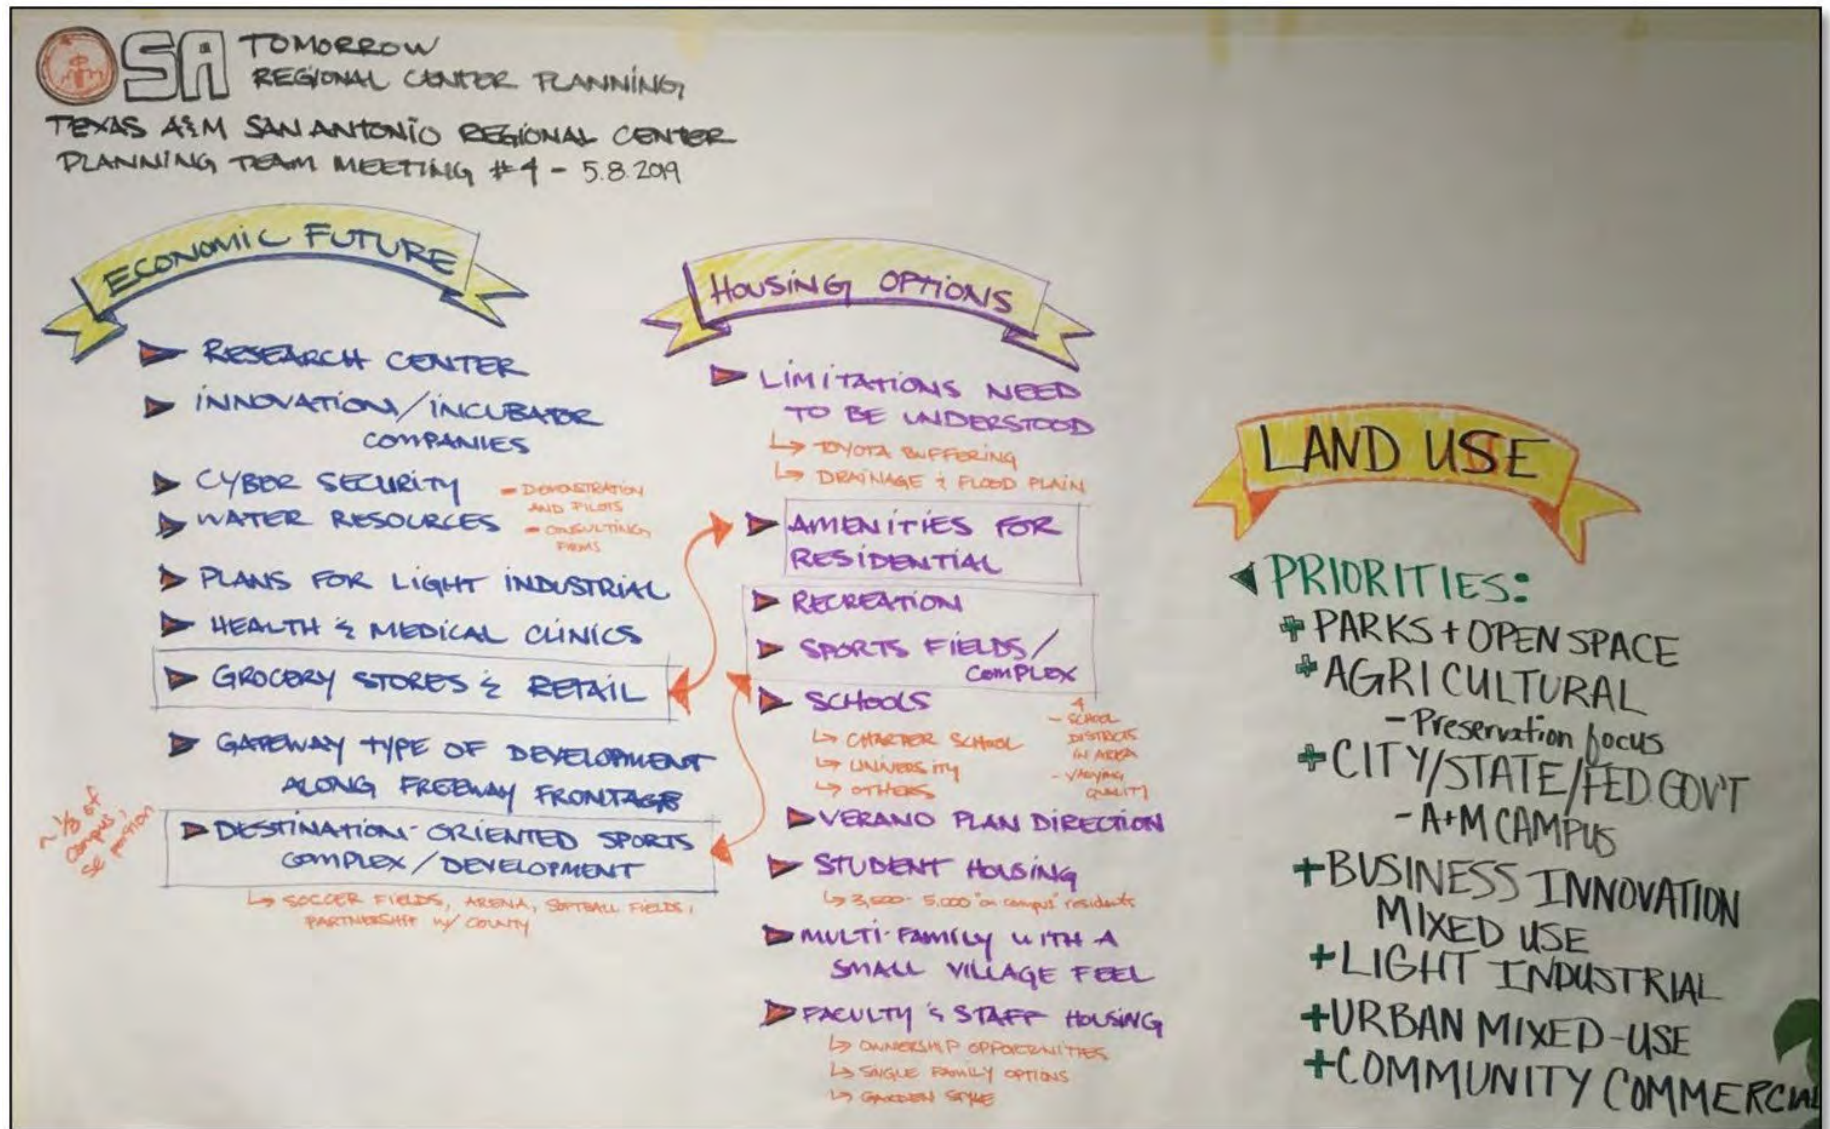 SA TOMORROW
REGIONAL CENTER PLANNING
TEXAS A&M SAN ANTONIO REGIONAL CENTER
PLANNING TEAM MEETING #4 - 5.8.2019
ECONOMIC FUTURE
RESEARCH CENTER
INNOVATION/INCUBATOR
COMPANIES
CYBER SECURITY
WATER RESOURCES
- DEMONSTRATION
AND PILOTS
- CONSULTING
FIRMS
PLANS FOR LIGHT INDUSTRIAL
HEALTH & MEDICAL CLINICS
GROCERY STORES & RETAIL
GATEWAY TYPE OF DEVELOPMENT
ALONG FREEWAY FRONTAGE
~ 1/3 of
campus,
SE portion
DESTINATION-ORIENTED SPORTS
COMPLEX/DEVELOPMENT
↳ SOCCER FIELDS, ARENA, SOFTBALL FIELDS,
PARTNERSHIP W/ COUNTY
HOUSING OPTIONS
LIMITATIONS NEED
TO BE UNDERSTOOD
↳ TOYOTA BUFFERING
↳ DRAINAGE & FLOOD PLAIN
AMENITIES FOR
RESIDENTIAL
RECREATION
SPORTS FIELDS/
COMPLEX
SCHOOLS
↳ CHARTER SCHOOL
↳ UNIVERSITY
↳ OTHERS
4
- SCHOOL
DISTRICTS
IN AREA
- VARYING
QUALITY
VERANO PLAN DIRECTION
STUDENT HOUSING
↳ 3,500-5,000 "on campus" residents
MULTI-FAMILY WITH A
SMALL VILLAGE FEEL
FACULTY & STAFF HOUSING
↳ OWNERSHIP OPPORTUNITIES
↳ SINGLE FAMILY OPTIONS
↳ GARDEN STYLE
LAND USE
PRIORITIES:
+ PARKS + OPEN SPACE
+ AGRICULTURAL
- Preservation focus
+ CITY/STATE/FED GOV'T
- A+M CAMPUS
+ BUSINESS INNOVATION
MIXED USE
+ LIGHT INDUSTRIAL
+ URBAN MIXED-USE
+ COMMUNITY COMMERCIAL